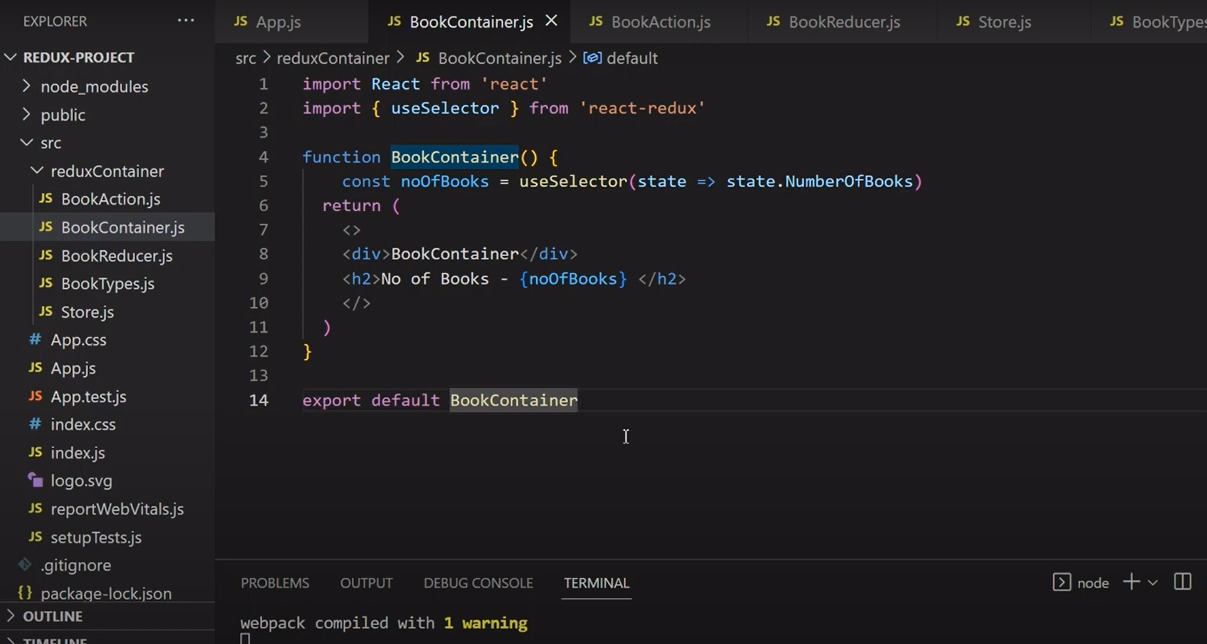 EXPLORER ···
REDUX-PROJECT
node_modules
public
src
reduxContainer
JS BookAction.js
JS BookContainer.js
JS BookReducer.js
JS BookTypes.js
JS Store.js
# App.css
JS App.js
JS App.test.js
# index.css
JS index.js
logo.svg
JS reportWebVitals.js
JS setupTests.js
.gitignore
{} package-lock.json
OUTLINE
TIMELINE
JS App.js JS BookContainer.js JS BookAction.js JS BookReducer.js JS Store.js JS BookTypes
src > reduxContainer > JS BookContainer.js > default
1 import React from 'react'
2 import { useSelector } from 'react-redux'
3
4 function BookContainer() {
5 const noOfBooks = useSelector(state => state.NumberOfBooks)
6 return (
7 <>
8 <div>BookContainer</div>
9 <h2>No of Books - {noOfBooks} </h2>
10 </>
11 )
12 }
13
14 export default BookContainer
PROBLEMS OUTPUT DEBUG CONSOLE TERMINAL node
webpack compiled with 1 warning